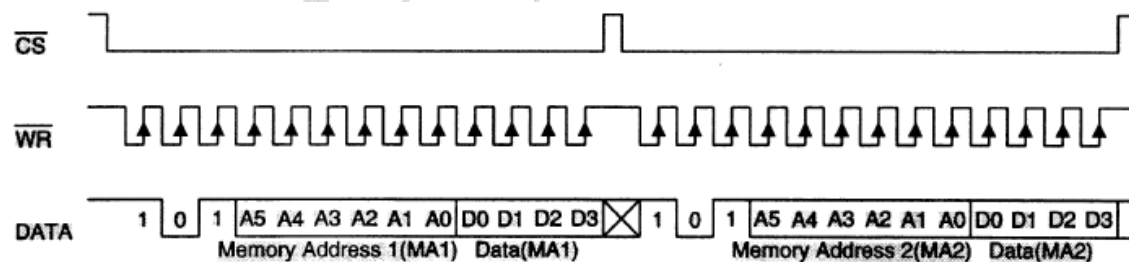 CS
WR
DATA 1 0 1 A5 A4 A3 A2 A1 A0 D0 D1 D2 D3 1 0 1 A5 A4 A3 A2 A1 A0 D0 D1 D2 D3
Memory Address 1(MA1) Data(MA1) Memory Address 2(MA2) Data(MA2)